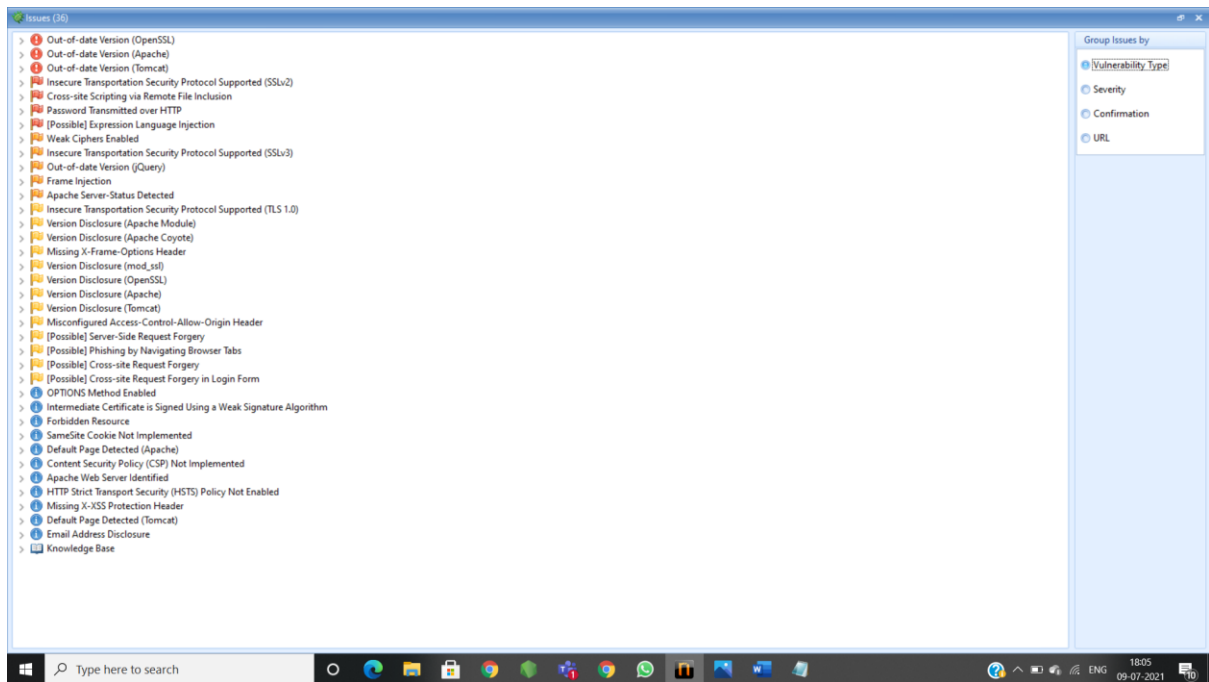 Issues (36)
Out-of-date Version (OpenSSL)
Out-of-date Version (Apache)
Out-of-date Version (Tomcat)
Insecure Transportation Security Protocol Supported (SSLv2)
Cross-site Scripting via Remote File Inclusion
Password Transmitted over HTTP
[Possible] Expression Language Injection
Weak Ciphers Enabled
Insecure Transportation Security Protocol Supported (SSLv3)
Out-of-date Version (jQuery)
Frame Injection
Apache Server-Status Detected
Insecure Transportation Security Protocol Supported (TLS 1.0)
Version Disclosure (Apache Module)
Version Disclosure (Apache Coyote)
Missing X-Frame-Options Header
Version Disclosure (mod_ssl)
Version Disclosure (OpenSSL)
Version Disclosure (Apache)
Version Disclosure (Tomcat)
Misconfigured Access-Control-Allow-Origin Header
[Possible] Server-Side Request Forgery
[Possible] Phishing by Navigating Browser Tabs
[Possible] Cross-site Request Forgery
[Possible] Cross-site Request Forgery in Login Form
OPTIONS Method Enabled
Intermediate Certificate is Signed Using a Weak Signature Algorithm
Forbidden Resource
SameSite Cookie Not Implemented
Default Page Detected (Apache)
Content Security Policy (CSP) Not Implemented
Apache Web Server Identified
HTTP Strict Transport Security (HSTS) Policy Not Enabled
Missing X-XSS Protection Header
Default Page Detected (Tomcat)
Email Address Disclosure
Knowledge Base
Group Issues by
Vulnerability Type
Severity
Confirmation
URL
Type here to search
ENG
18:05
09-07-2021
10